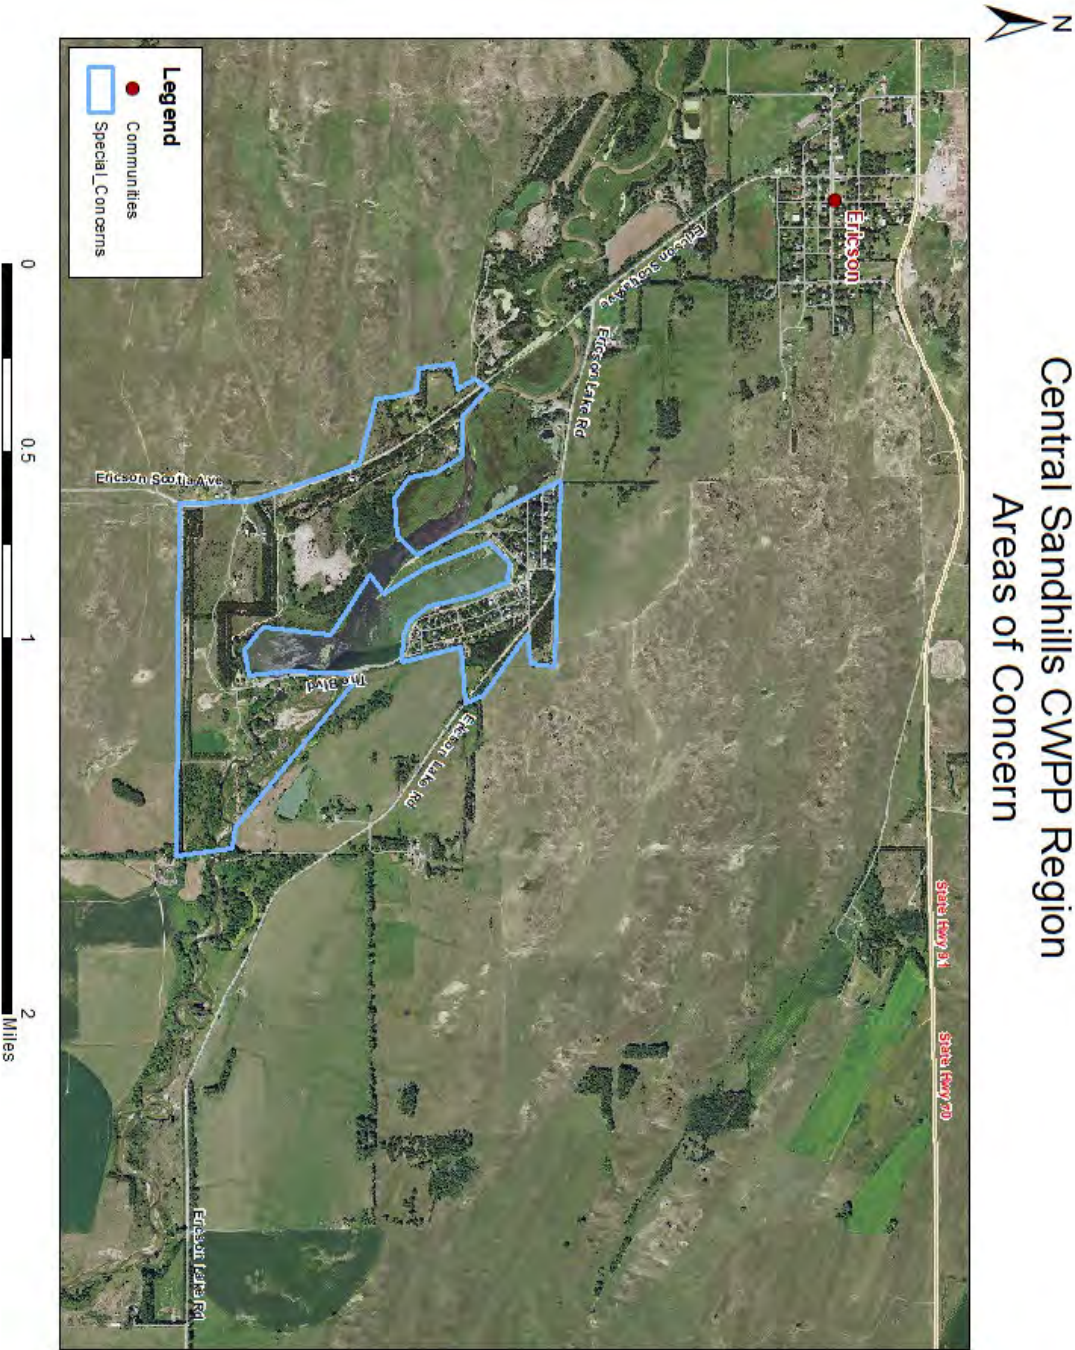 Central Sandhills CWPP Region
Areas of Concern
N
State Hwy 91
State Hwy 70
Ericson
Ericson Scotia Ave
Ericson Lake Rd
Ericson Lake Rd
The Blvd
Ericson Scotia Ave
Ericson Lake Rd
Legend
Communities
Special_Concerns
0
0.5
1
2
Miles